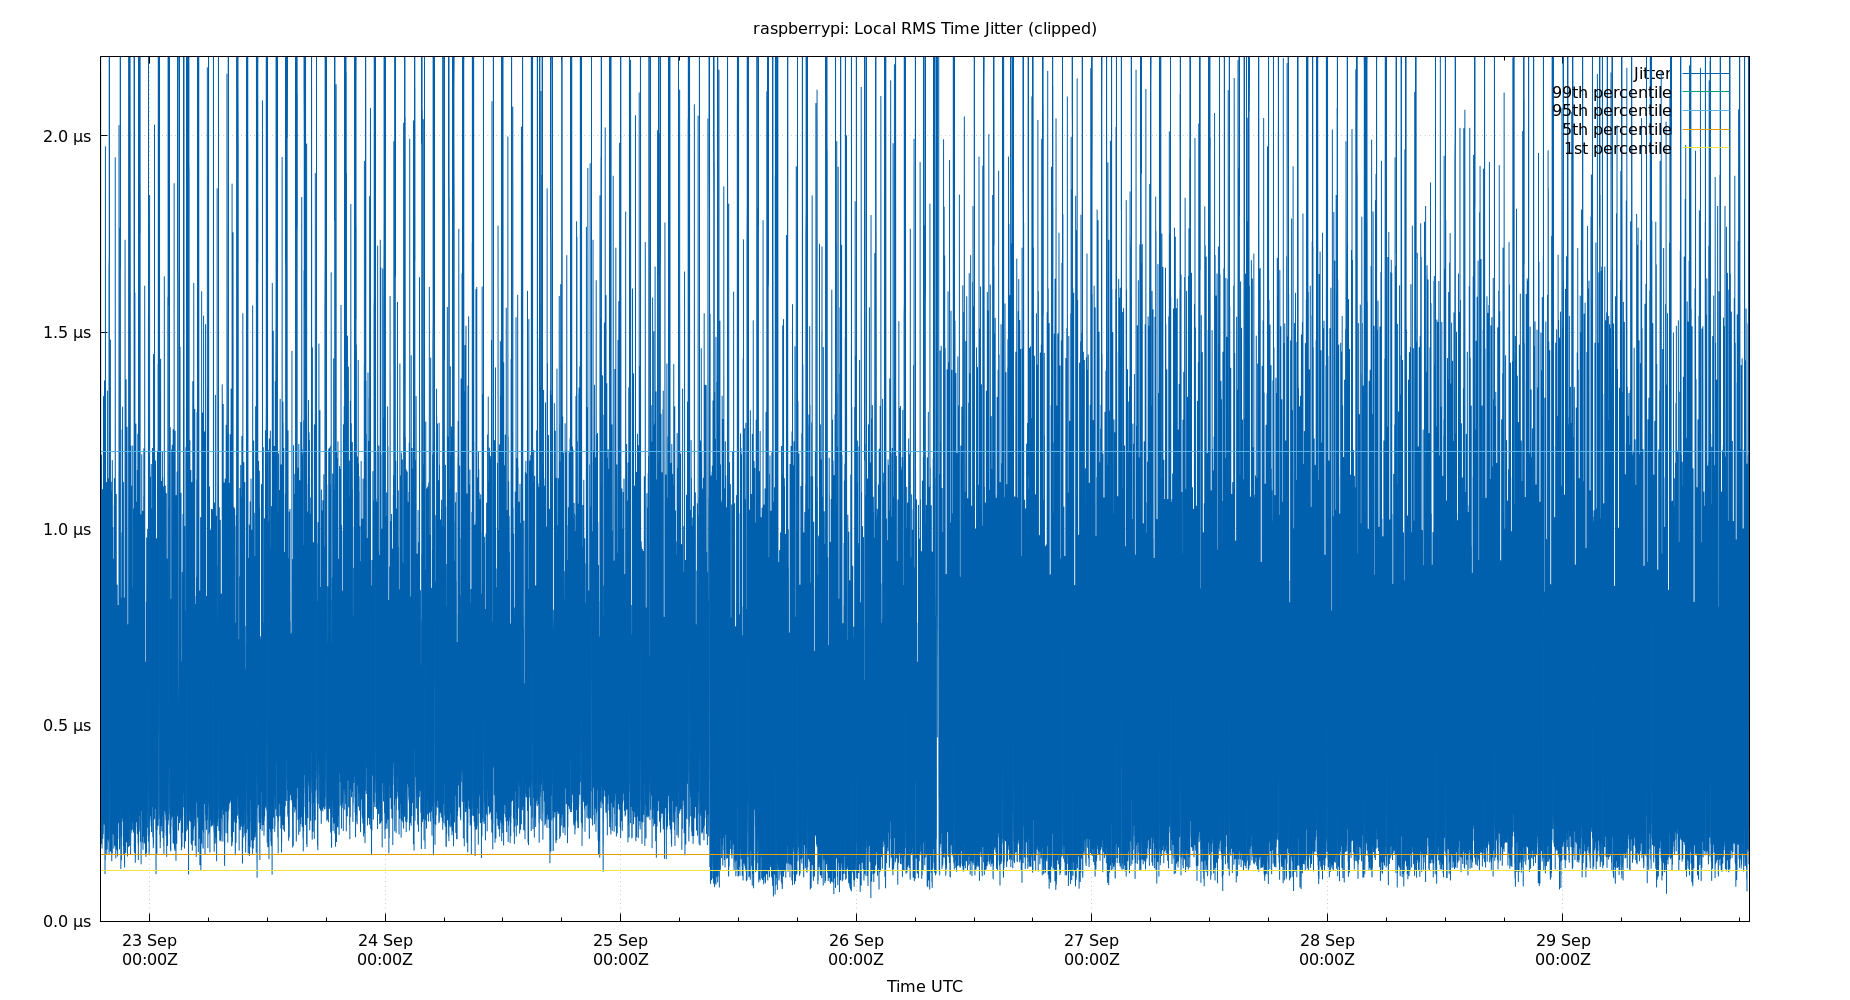 raspberrypi: Local RMS Time Jitter (clipped)
Jitter
99th percentile
95th percentile
5th percentile
1st percentile
2.0 µs
1.5 µs
1.0 µs
0.5 µs
0.0 µs
23 Sep 24 Sep 25 Sep 26 Sep 27 Sep 28 Sep 29 Sep
00:00Z 00:00Z 00:00Z 00:00Z 00:00Z 00:00Z 00:00Z
Time UTC